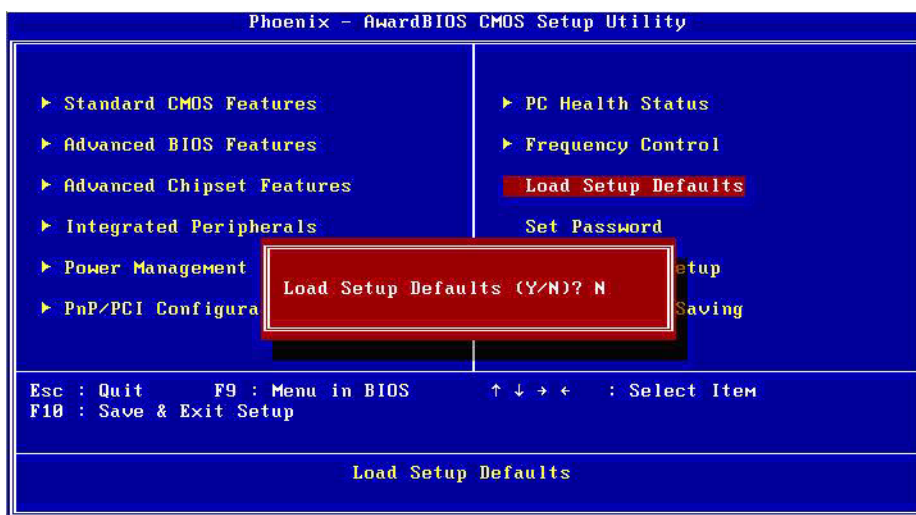 Phoenix - AwardBIOS CMOS Setup Utility
▶ Standard CMOS Features
▶ Advanced BIOS Features
▶ Advanced Chipset Features
▶ Integrated Peripherals
▶ Power Management
▶ PnP/PCI Configura
▶ PC Health Status
▶ Frequency Control
Load Setup Defaults
Set Password
etup
Saving
Load Setup Defaults (Y/N)? N
Esc : Quit F9 : Menu in BIOS ↑ ↓ → ← : Select Item
F10 : Save & Exit Setup
Load Setup Defaults